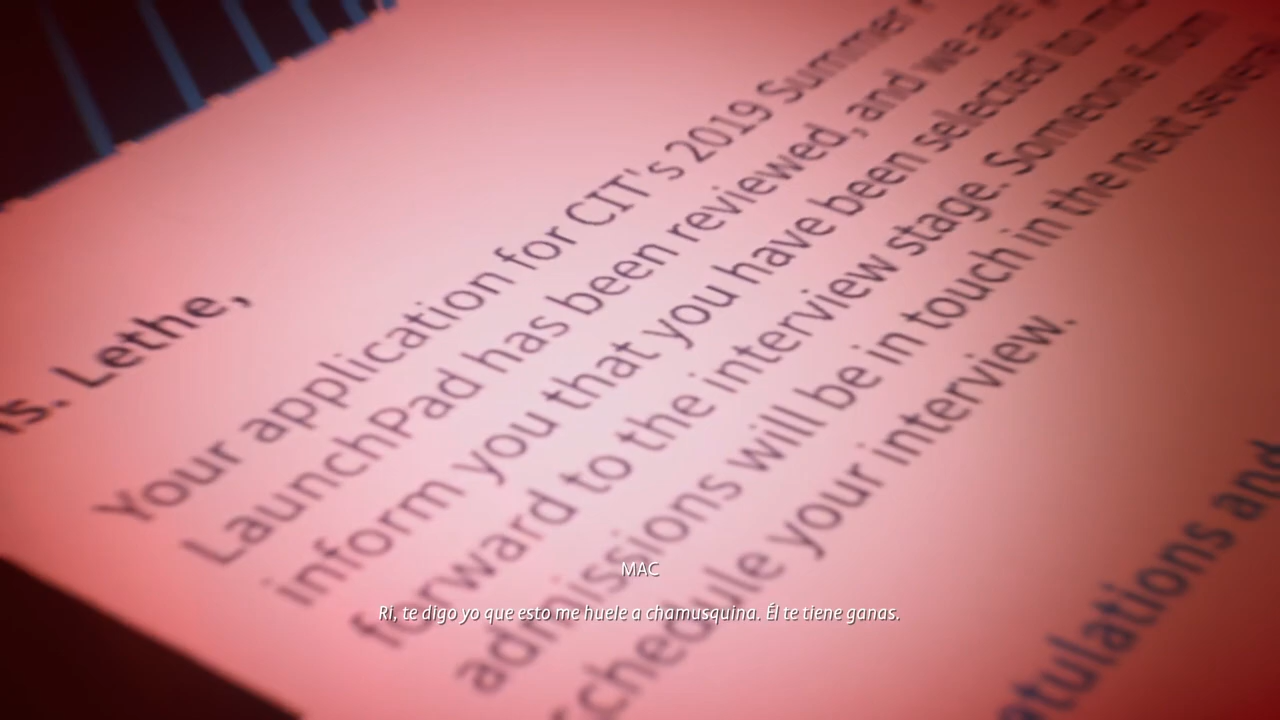 Ms. Lethe,
Your application for CIT's 2019 Summer
LaunchPad has been reviewed, and we are
inform you that you have been selected to
forward to the interview stage. Someone from
admissions will be in touch in the next
schedule your interview.
and
MAC
Ri, te digo yo que esto me huele a chamusquina. Él te tiene ganas.